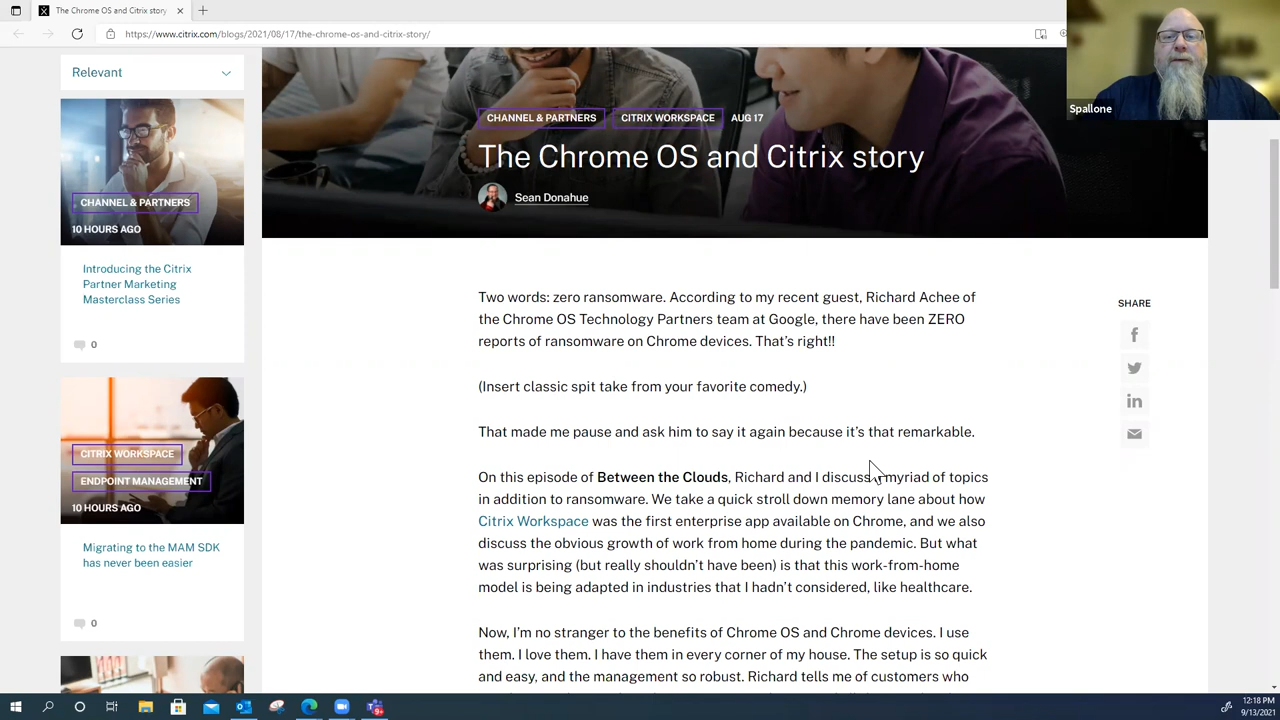 The Chrome OS and Citrix story
https://www.citrix.com/blogs/2021/08/17/the-chrome-os-and-citrix-story/
Spallone
Relevant
CHANNEL & PARTNERS
10 HOURS AGO
Introducing the Citrix
Partner Marketing
Masterclass Series
0
CITRIX WORKSPACE
ENDPOINT MANAGEMENT
10 HOURS AGO
Migrating to the MAM SDK
has never been easier
0
CHANNEL & PARTNERS CITRIX WORKSPACE AUG 17
The Chrome OS and Citrix story
Sean Donahue
Two words: zero ransomware. According to my recent guest, Richard Achee of
the Chrome OS Technology Partners team at Google, there have been ZERO
reports of ransomware on Chrome devices. That's right!!
(Insert classic spit take from your favorite comedy.)
That made me pause and ask him to say it again because it's that remarkable.
On this episode of Between the Clouds, Richard and I discuss myriad of topics
in addition to ransomware. We take a quick stroll down memory lane about how
Citrix Workspace was the first enterprise app available on Chrome, and we also
discuss the obvious growth of work from home during the pandemic. But what
was surprising (but really shouldn't have been) is that this work-from-home
model is being adapted in industries that I hadn't considered, like healthcare.
Now, I'm no stranger to the benefits of Chrome OS and Chrome devices. I use
them. I love them. I have them in every corner of my house. The setup is so quick
and easy, and the management so robust. Richard tells me of customers who
SHARE
12:18 PM
9/13/2021